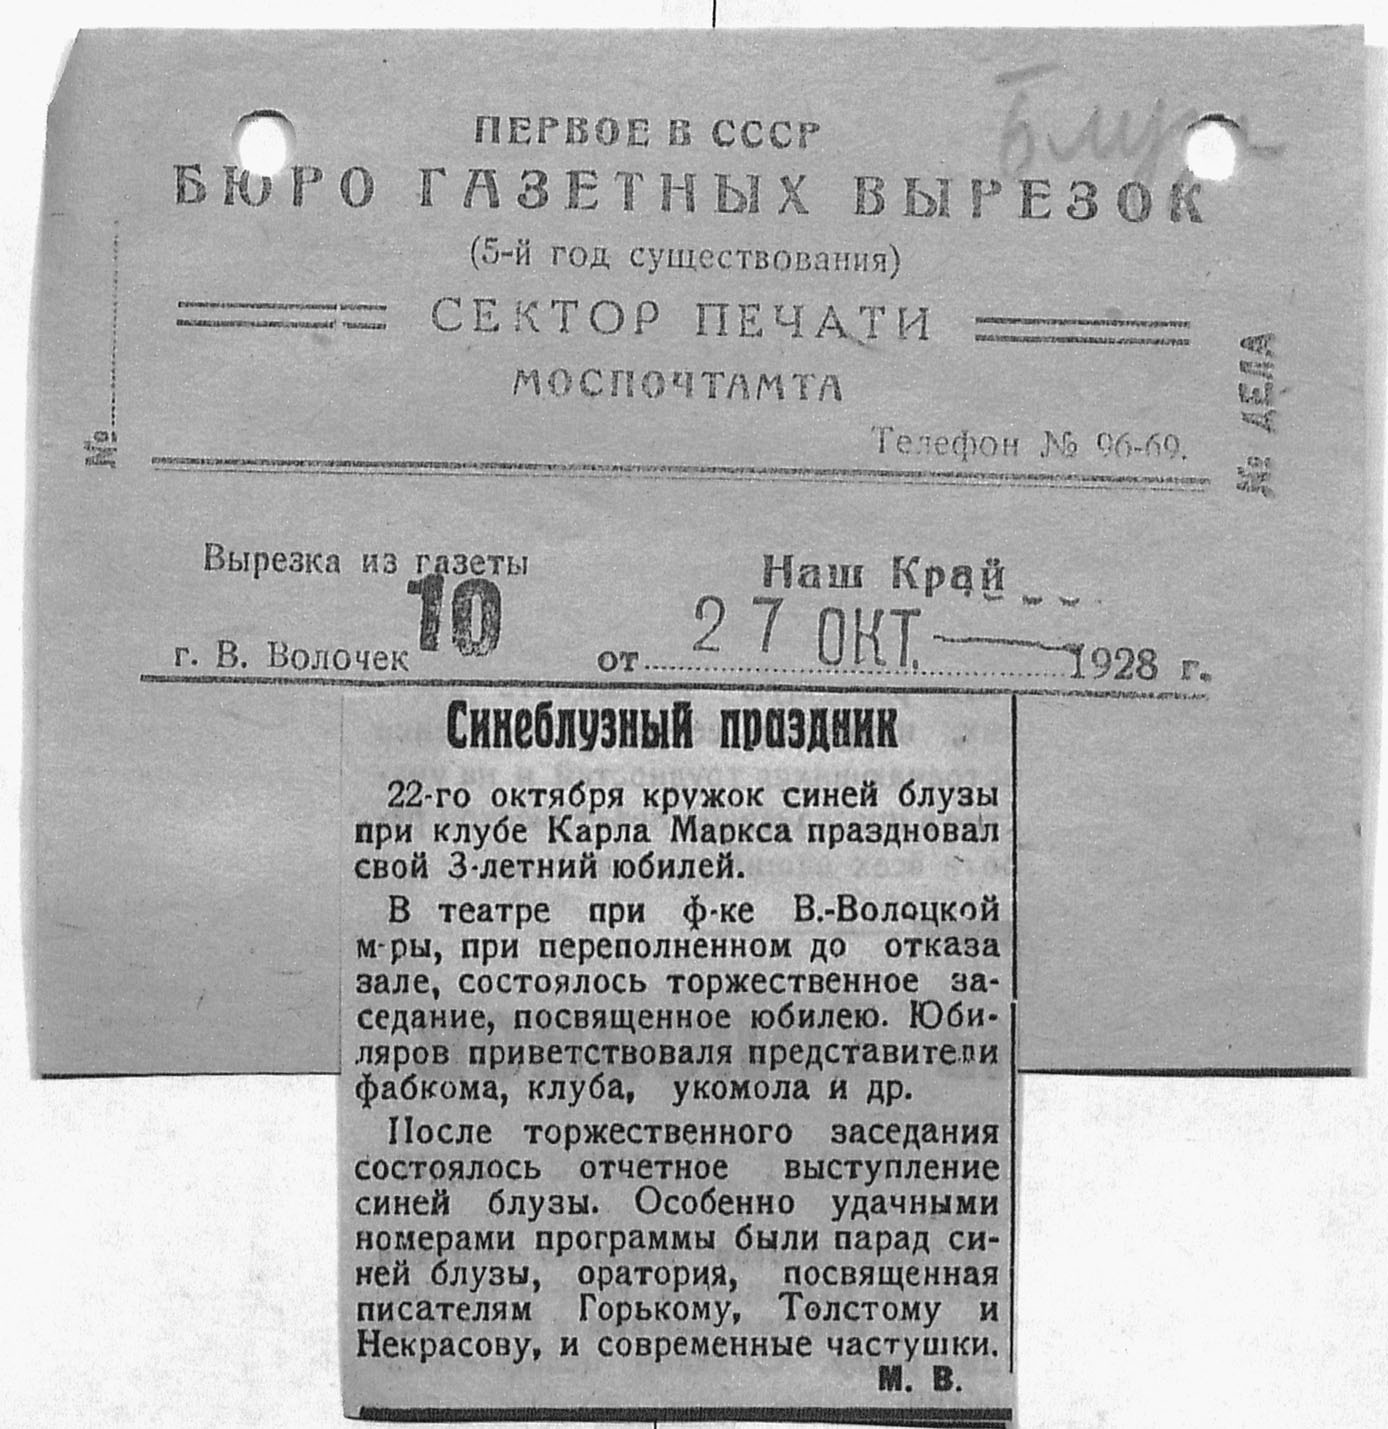 ПЕРВОЕ В СССР
БЮРО ГАЗЕТНЫХ ВЫРЕЗОК
(5-й год существования)
СЕКТОР ПЕЧАТИ
МОСПОЧТАМТА
Телефон № 96-69.
№
№ ДЕЛА
Вырезка из газеты Наш Край
10
г. В. Волочек от 27 ОКТ. 1928 г.
Синеблузный праздник
22-го октября кружок синей блузы
при клубе Карла Маркса праздновал
свой 3-летний юбилей.
В театре при ф-ке В.-Волоцкой
м-ры, при переполненном до отказа
зале, состоялось торжественное за-
седание, посвященное юбилею. Юби-
ляров приветствоваля представители
фабкома, клуба, укомола и др.
После торжественного заседания
состоялось отчетное выступление
синей блузы. Особенно удачными
номерами программы были парад си-
ней блузы, оратория, посвященная
писателям Горькому, Толстому и
Некрасову, и современные частушки.
М. В.